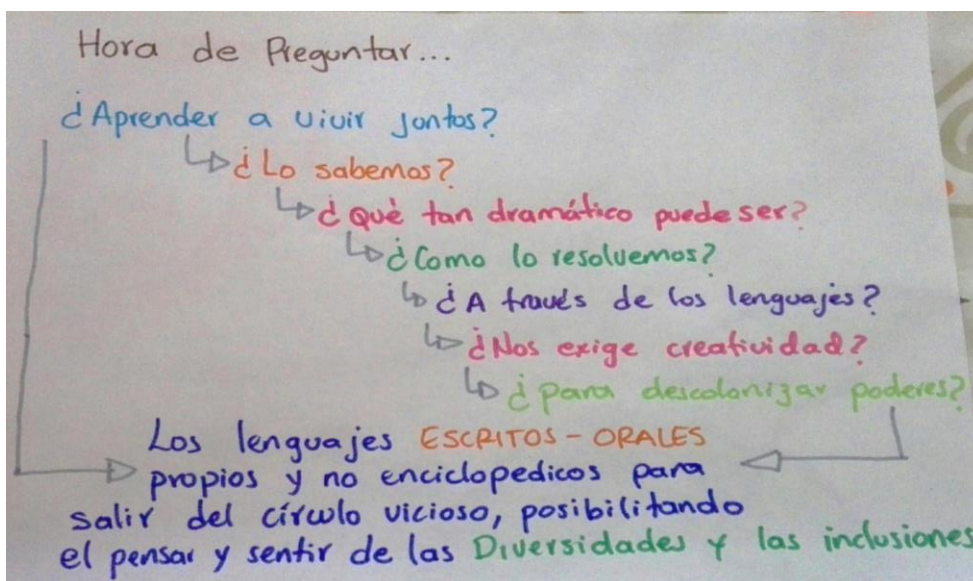 Hora de Preguntar...
¿Aprender a vivir juntos?
¿Lo sabemos?
¿Què tan dramático puede ser?
¿Como lo resolvemos?
¿A través de los lenguajes?
¿Nos exige creatividad?
¿para descolonizar poderes?
Los lenguajes ESCRITOS - ORALES
propios y no enciclopedicos para
salir del círculo vicioso, posibilitando
el pensar y sentir de las Diversidades y las inclusiones